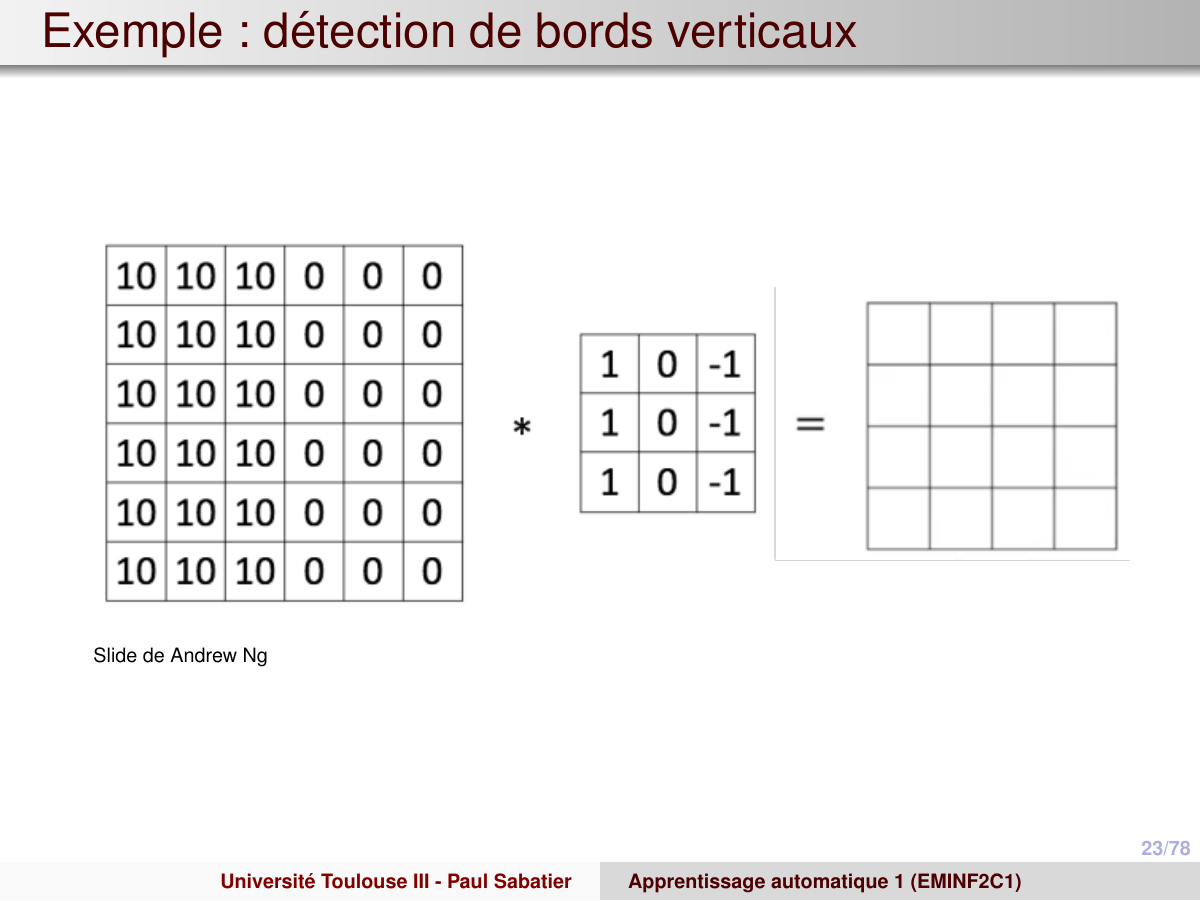 Exemple : détection de bords verticaux
10 10 10 0 0 0
10 10 10 0 0 0
10 10 10 0 0 0
10 10 10 0 0 0
10 10 10 0 0 0
10 10 10 0 0 0
*
1 0 -1
1 0 -1
1 0 -1
=
Slide de Andrew Ng
23/78
Université Toulouse III - Paul Sabatier
Apprentissage automatique 1 (EMINF2C1)